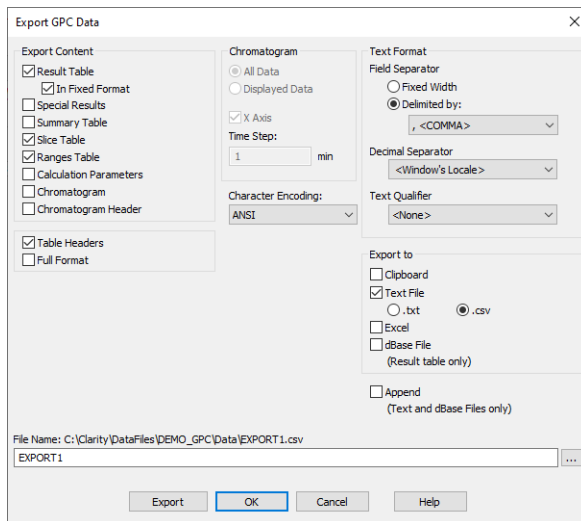 Export GPC Data
Export Content
Result Table
In Fixed Format
Special Results
Summary Table
Slice Table
Ranges Table
Calculation Parameters
Chromatogram
Chromatogram Header
Table Headers
Full Format
Chromatogram
All Data
Displayed Data
X Axis
Time Step:
1 min
Character Encoding:
ANSI
Text Format
Field Separator
Fixed Width
Delimited by:
, <COMMA>
Decimal Separator
<Window's Locale>
Text Qualifier
<None>
Export to
Clipboard
Text File
.txt .csv
Excel
dBase File
(Result table only)
Append
(Text and dBase Files only)
File Name: C:\Clarity\DataFiles\DEMO_GPC\Data\EXPORT1.csv
EXPORT1
...
Export OK Cancel Help